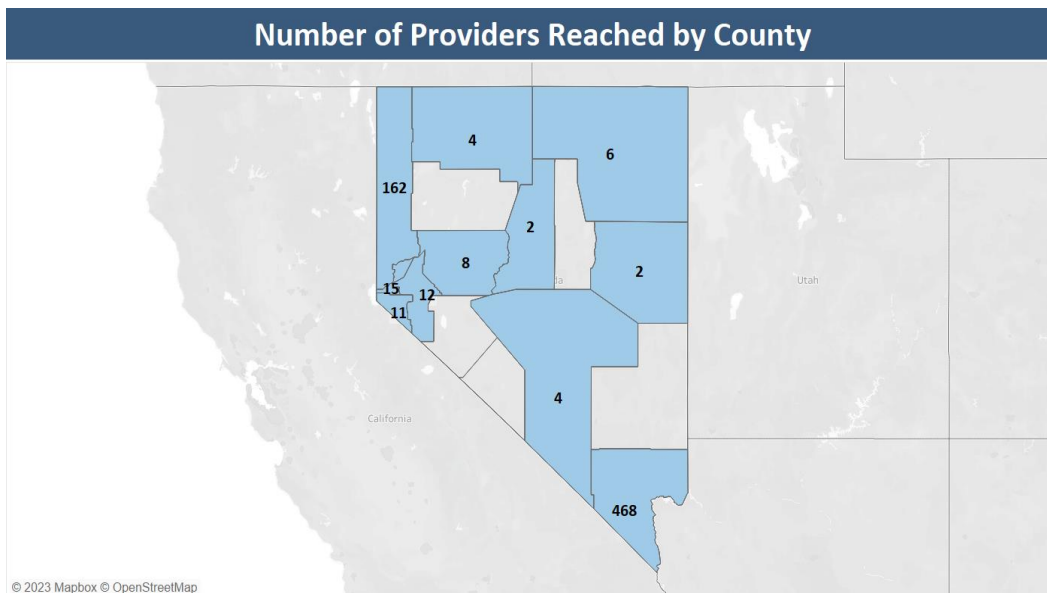 Number of Providers Reached by County
4
6
162
2
8
2
la
Utah
15
12
11
4
California
468
© 2023 Mapbox © OpenStreetMap